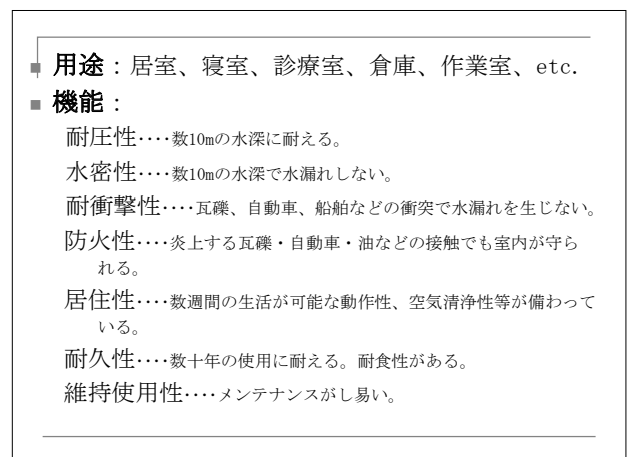 ■ 用途：居室、寝室、診療室、倉庫、作業室、etc.
■ 機能：
耐圧性‥‥数10mの水深に耐える。
水密性‥‥数10mの水深で水漏れしない。
耐衝撃性‥‥瓦礫、自動車、船舶などの衝突で水漏れを生じない。
防火性‥‥炎上する瓦礫・自動車・油などの接触でも室内が守ら
れる。
居住性‥‥数週間の生活が可能な動作性、空気清浄性等が備わって
いる。
耐久性‥‥数十年の使用に耐える。耐食性がある。
維持使用性‥‥メンテナンスがし易い。